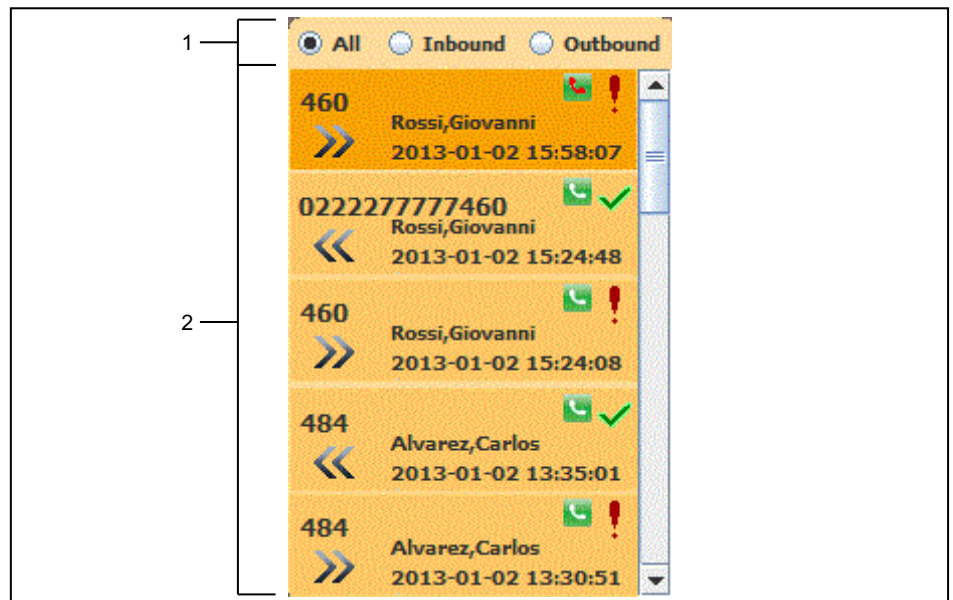 1
All Inbound Outbound
460
Rossi,Giovanni
2013-01-02 15:58:07
0222277777460
Rossi,Giovanni
2013-01-02 15:24:48
2
460
Rossi,Giovanni
2013-01-02 15:24:08
484
Alvarez,Carlos
2013-01-02 13:35:01
484
Alvarez,Carlos
2013-01-02 13:30:51